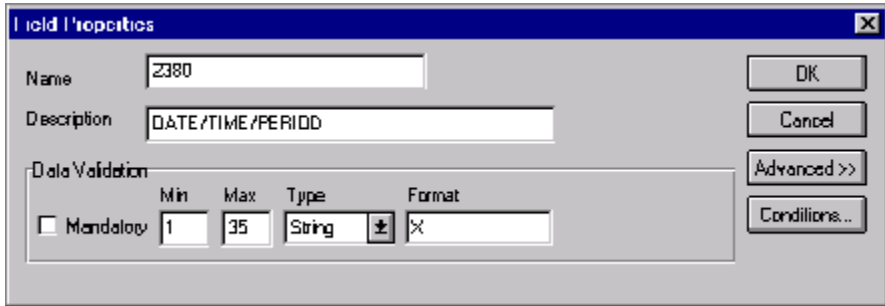 Field Properties
Name 2380 OK
Description DATE/TIME/PERIOD Cancel
Data Validation Advanced >>
Min Max Type Format
Mandatory 1 35 String X Conditions...